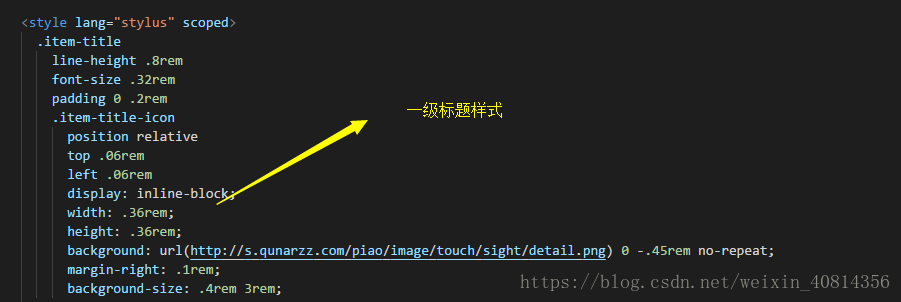 <style lang="stylus" scoped>
.item-title
line-height .8rem
font-size .32rem
padding 0 .2rem
一级标题样式
.item-title-icon
position relative
top .06rem
left .06rem
display: inline-block;
width: .36rem;
height: .36rem;
background: url(http://s.qunarzz.com/piao/image/touch/sight/detail.png) 0 -.45rem no-repeat;
margin-right: .1rem;
background-size: .4rem 3rem;
https://blog.csdn.net/weixin_40814356